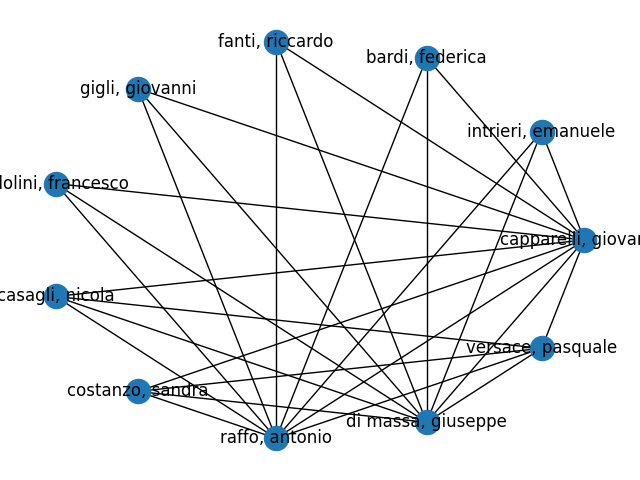 fanti, riccardo
bardi, federica
gigli, giovanni
intrieri, emanuele
lolini, francesco
capparelli, giovan
casagli, nicola
versace, pasquale
costanzo, sandra
di massa, giuseppe
raffo, antonio